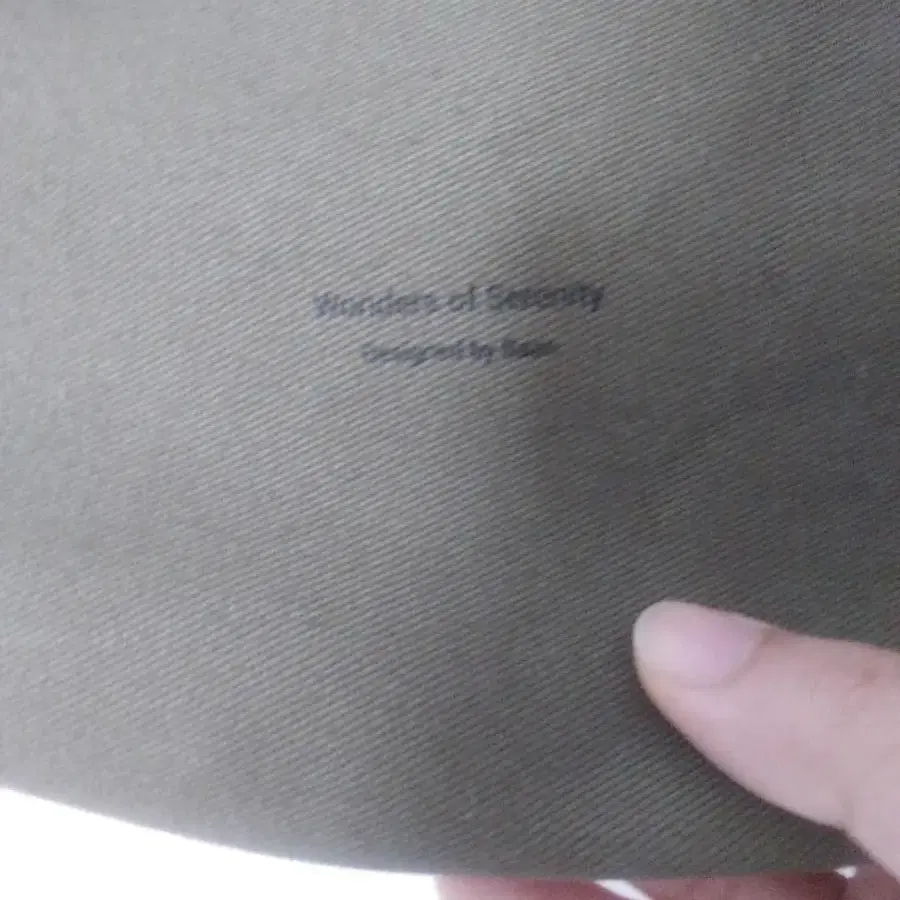 Wonders of Serenity
Designed by